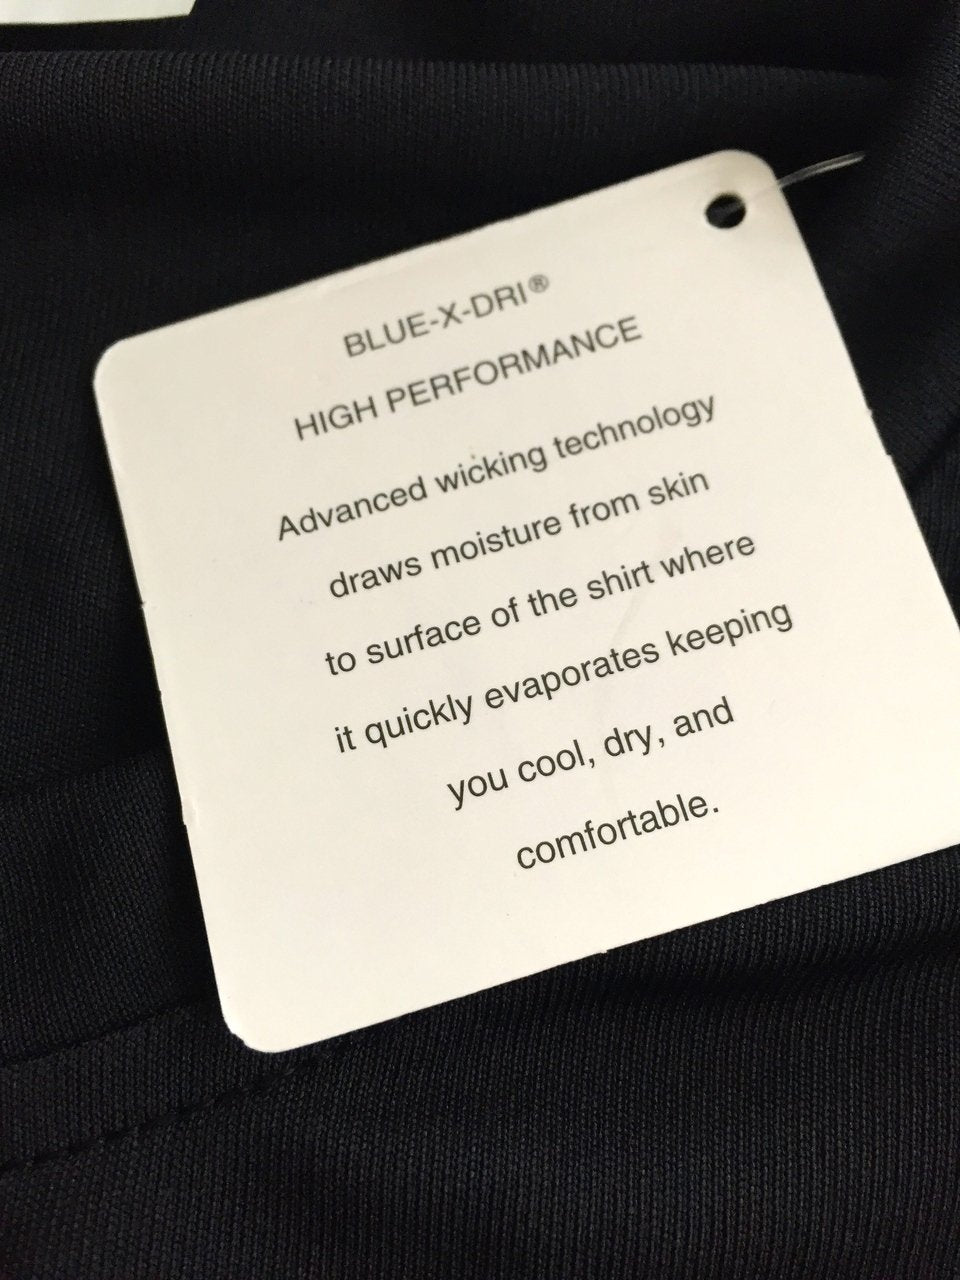 BLUE-X-DRI®
HIGH PERFORMANCE
Advanced wicking technology
draws moisture from skin
to surface of the shirt where
it quickly evaporates keeping
you cool, dry, and
comfortable.